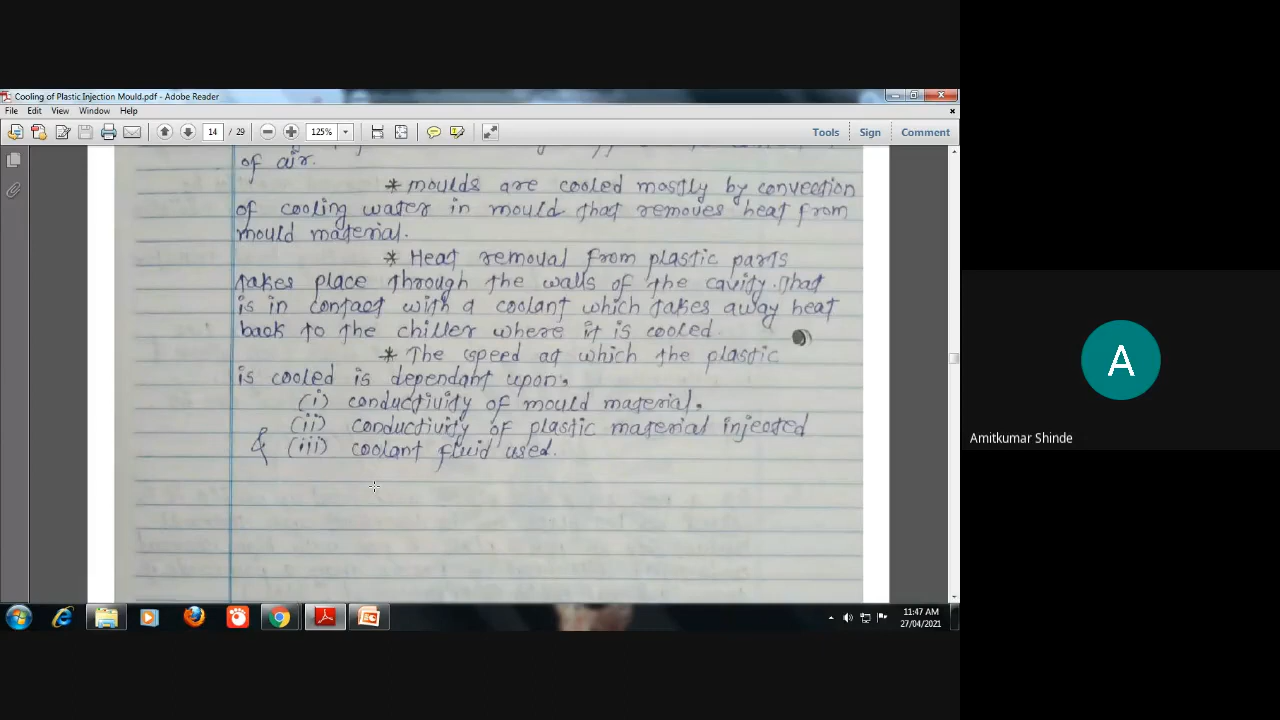 Cooling of Plastic Injection Mould.pdf - Adobe Reader
File Edit View Window Help
14 / 29 125% Tools Sign Comment
of air.
* moulds are cooled mostly by convection
of cooling water in mould that removes heat from
mould material.
* Heat removal from plastic parts
takes place through the walls of the cavity. That
is in contact with a coolant which takes away heat
back to the chiller where it is cooled.
* The speed at which the plastic
is cooled is dependant upon,
(i) conductivity of mould material.
(ii) conductivity of plastic material injected
& (iii) coolant fluid used.
A
Amitkumar Shinde
11:47 AM
27/04/2021